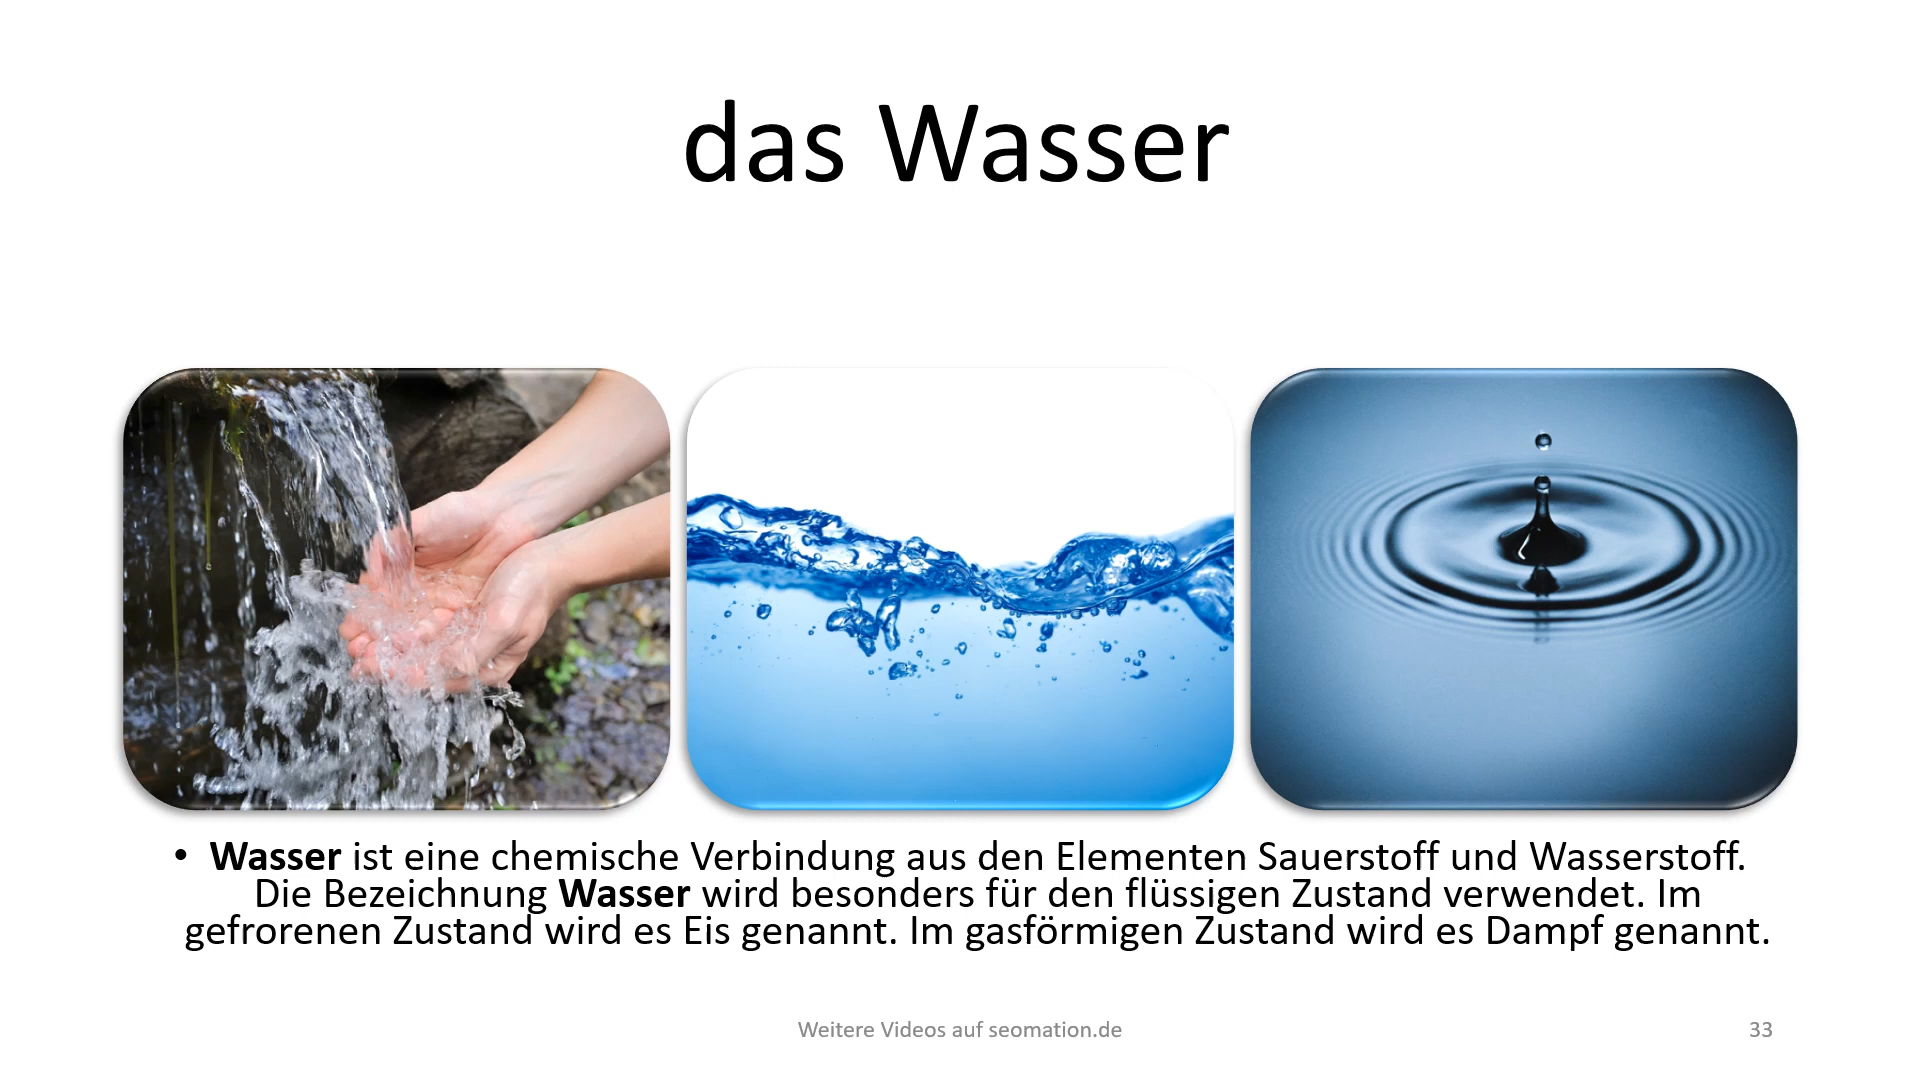 das Wasser
• Wasser ist eine chemische Verbindung aus den Elementen Sauerstoff und Wasserstoff.
Die Bezeichnung Wasser wird besonders für den flüssigen Zustand verwendet. Im
gefrorenen Zustand wird es Eis genannt. Im gasförmigen Zustand wird es Dampf genannt.
Weitere Videos auf seomation.de
33